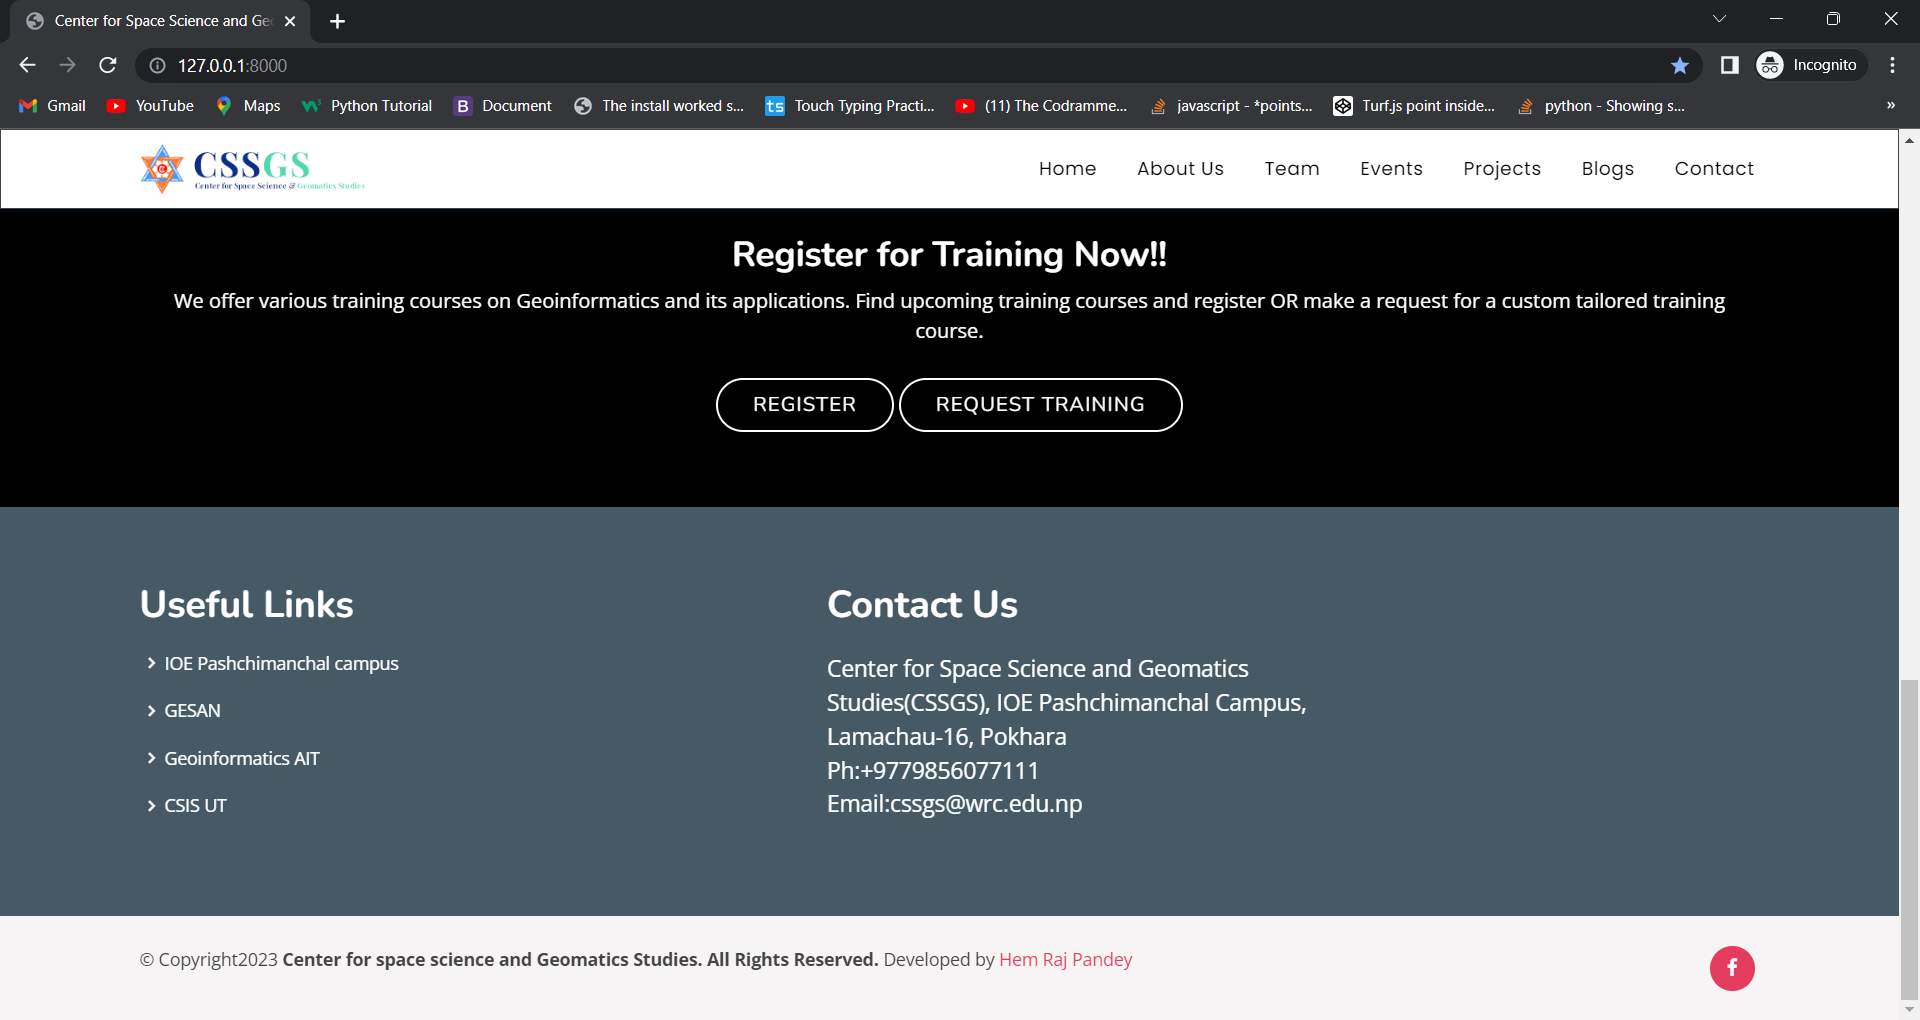 Center for Space Science and Ge
127.0.0.1:8000
Incognito
Gmail
YouTube
Maps
Python Tutorial
Document
The install worked s...
Touch Typing Practi...
(11) The Codramme...
javascript - *points...
Turf.js point inside...
python - Showing s...
»
CSSGS
Center for Space Science & Geomatics Studies
Home
About Us
Team
Events
Projects
Blogs
Contact
Register for Training Now!!
We offer various training courses on Geoinformatics and its applications. Find upcoming training courses and register OR make a request for a custom tailored training
course.
REGISTER
REQUEST TRAINING
Useful Links
IOE Pashchimanchal campus
GESAN
Geoinformatics AIT
CSIS UT
Contact Us
Center for Space Science and Geomatics
Studies(CSSGS), IOE Pashchimanchal Campus,
Lamachau-16, Pokhara
Ph:+9779856077111
Email:cssgs@wrc.edu.np
© Copyright2023 Center for space science and Geomatics Studies. All Rights Reserved. Developed by Hem Raj Pandey